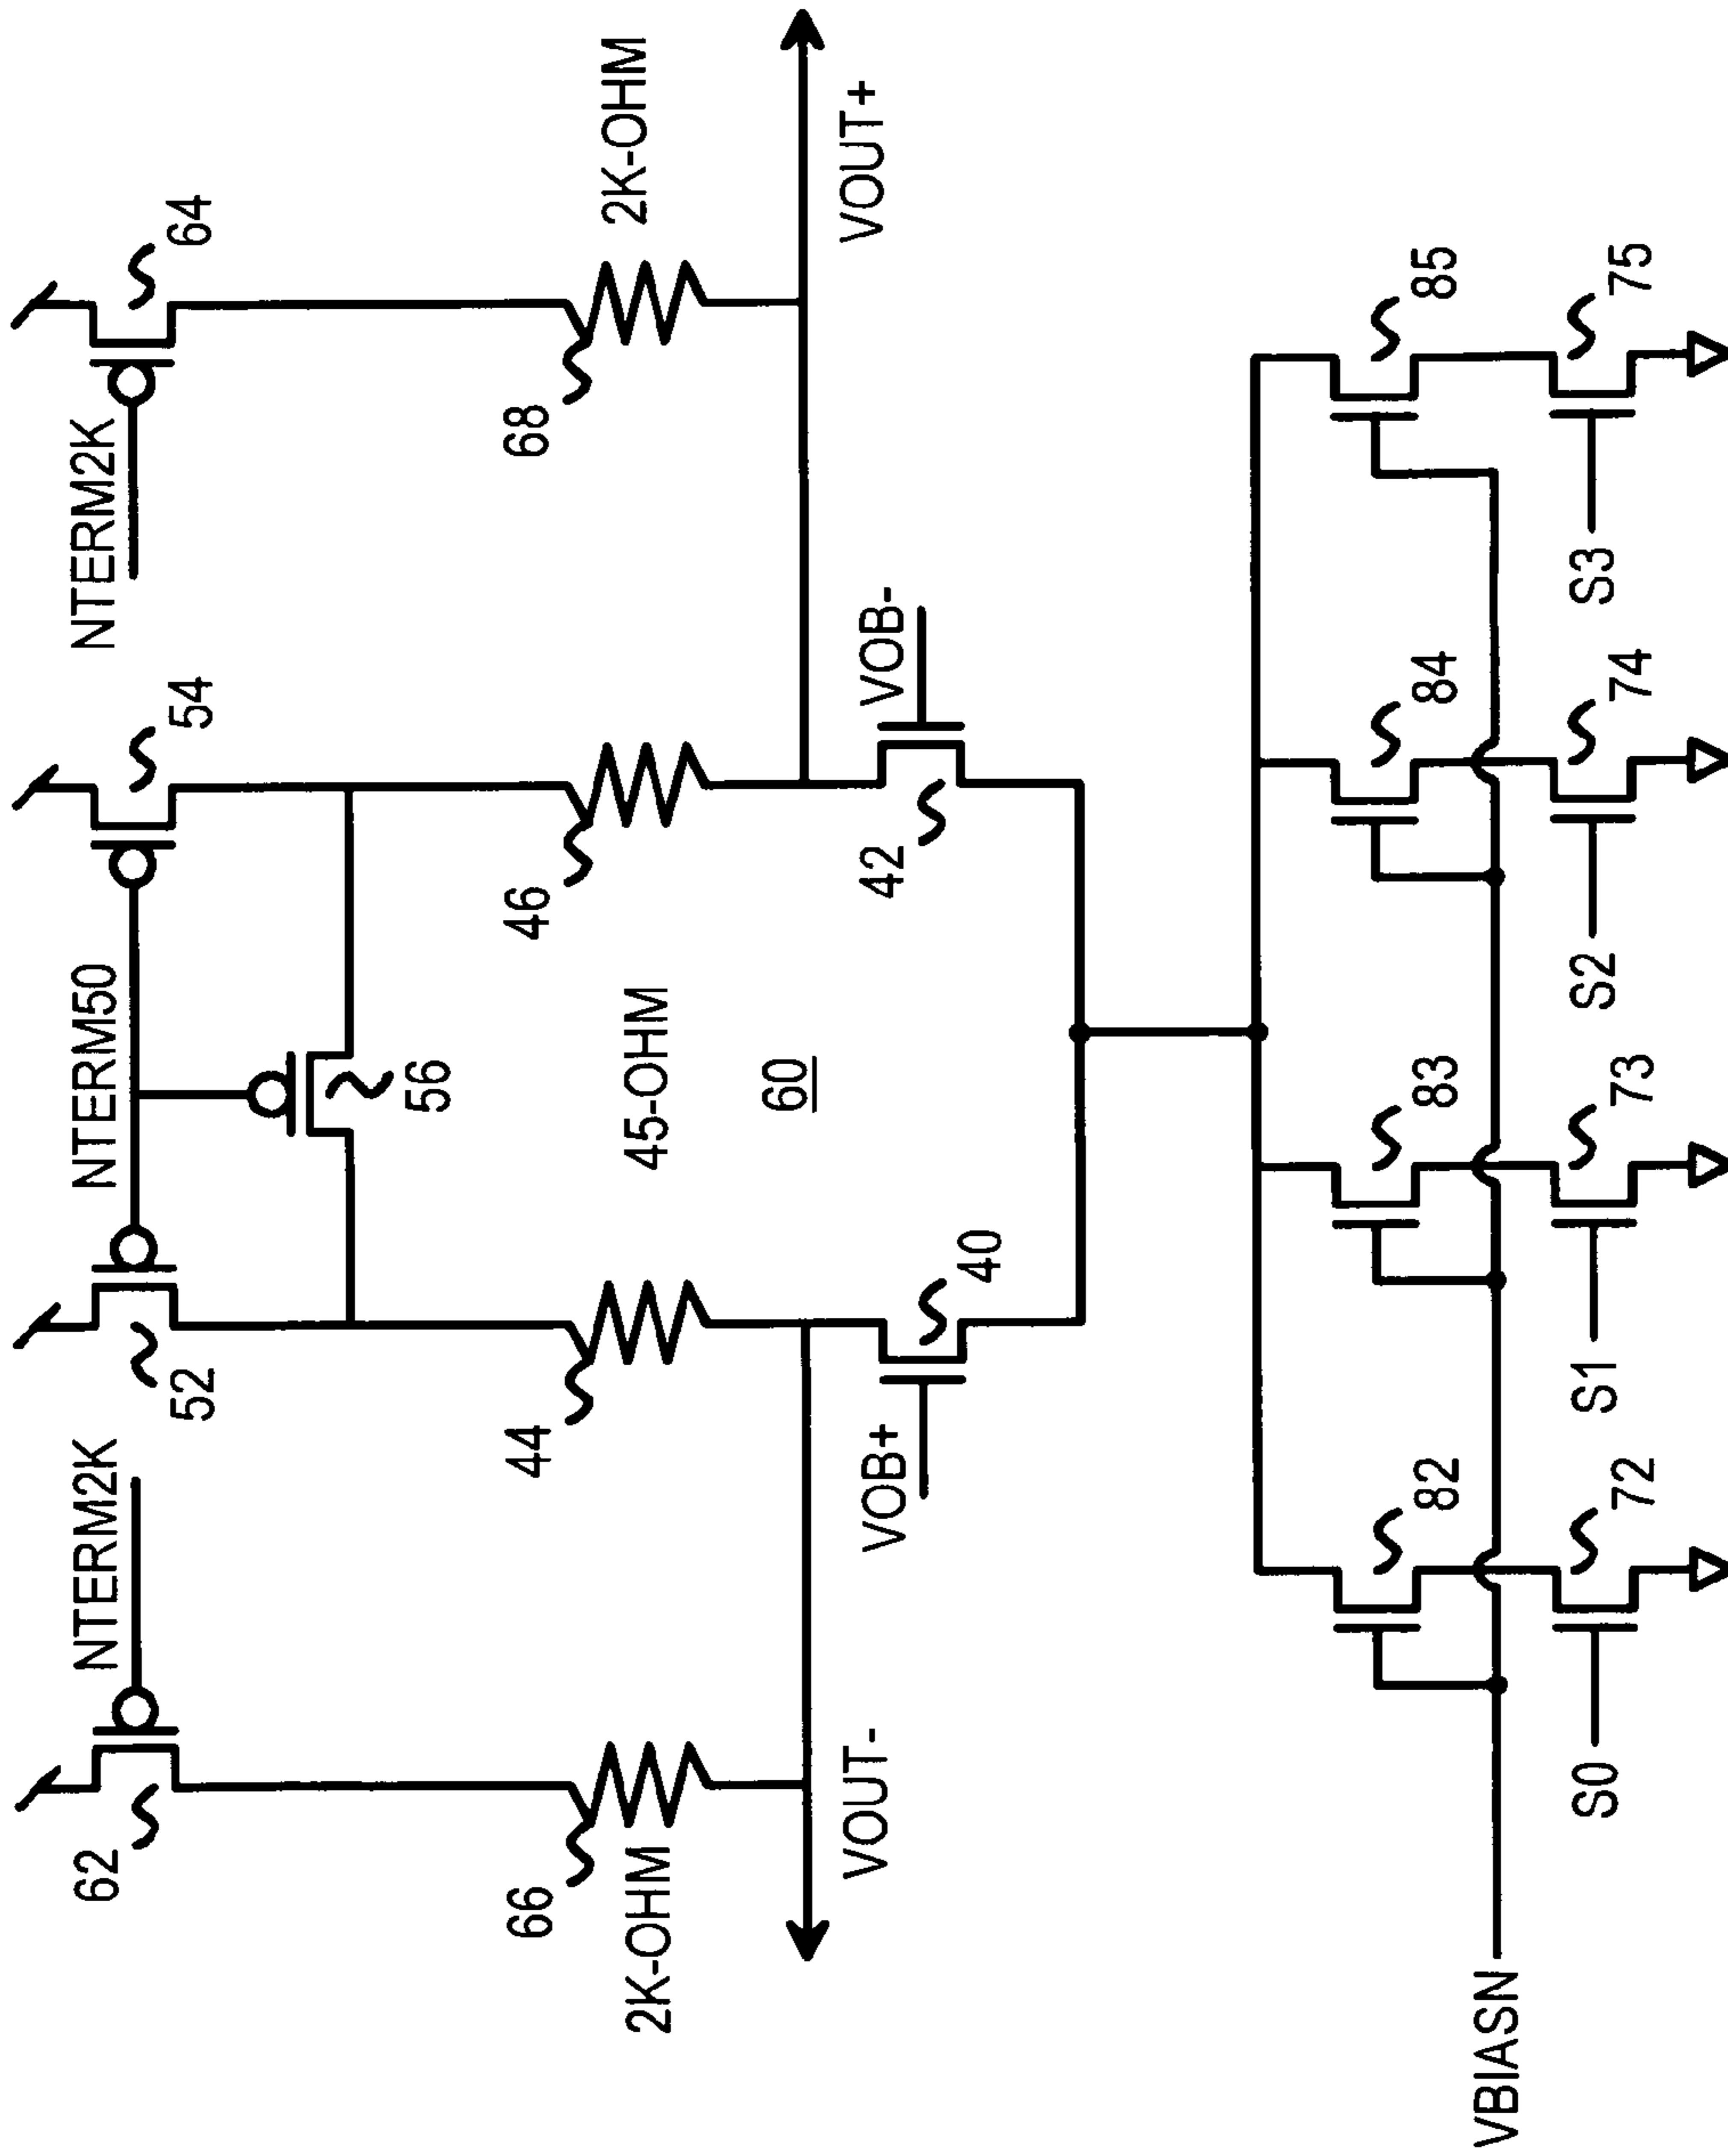 62
NTERM2K
NTERM50
NTERM2K
52
54
64
56
66
44
46
68
2K-OHM
45-OHM
2K-OHM
60
VOUT-
VOB+
42
VOB-
VOUT+
40
82
83
84
85
VBIASN
S0
72
S1
73
S2
74
S3
75